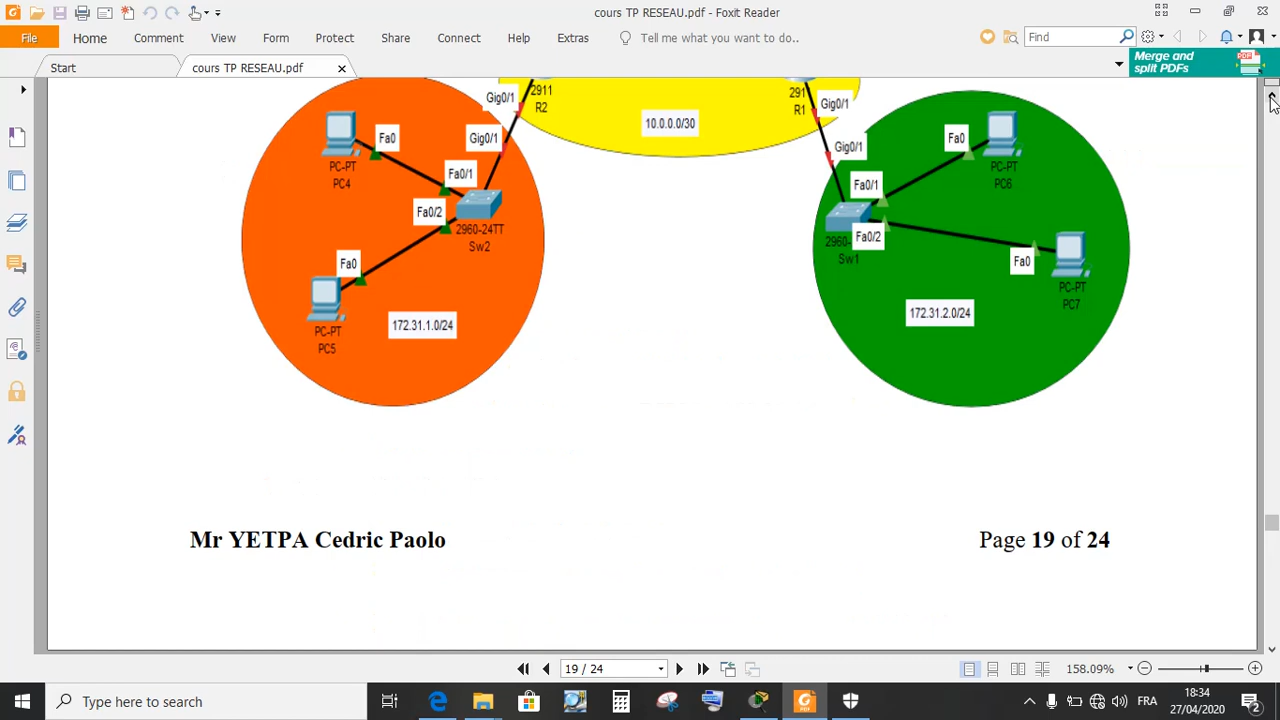 cours TP RESEAU.pdf - Foxit Reader
File Home Comment View Form Protect Share Connect Help Extras Tell me what you want to do.. Find
Start cours TP RESEAU.pdf Merge and split PDFs
Gig0/1
2911
R2
10.0.0.0/30
291
R1
Gig0/1
Fa0
Gig0/1
Gig0/1
Fa0
PC-PT
PC4
Fa0/1
Fa0/1
PC-PT
PC6
Fa0/2
2960-24TT
Sw2
2960-
Fa0/2
Sw1
Fa0
Fa0
PC-PT
PC7
172.31.1.0/24
172.31.2.0/24
PC-PT
PC5
Mr YETPA Cedric Paolo Page 19 of 24
19 / 24 158.09%
Type here to search FRA 18:34
27/04/2020 2